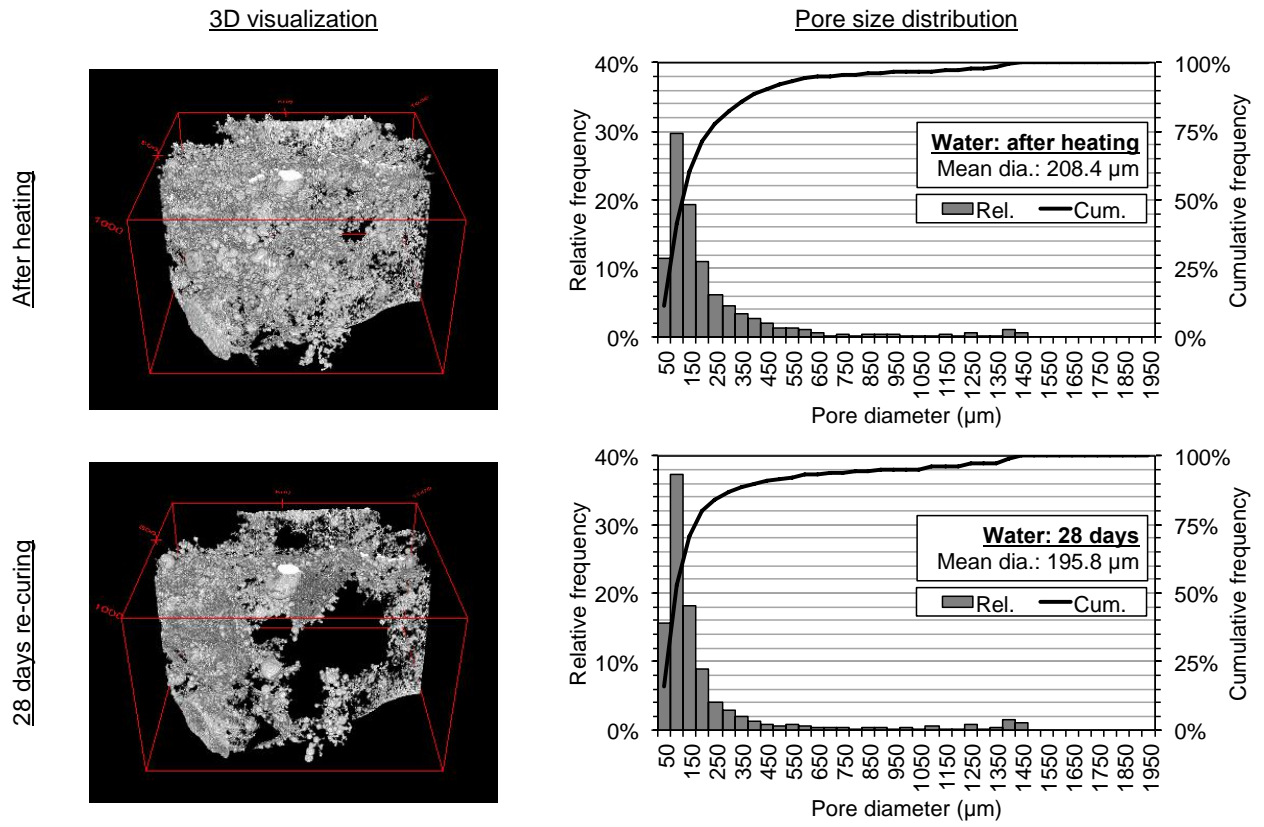 3D visualization
Pore size distribution
After heating
1000
40%
30%
20%
10%
0%
Relative frequency
100%
75%
50%
25%
0%
Cumulative frequency
Water: after heating
Mean dia.: 208.4 µm
Rel. Cum.
50 150 250 350 450 550 650 750 850 950 1050 1150 1250 1350 1450 1550 1650 1750 1850 1950
Pore diameter (µm)
28 days re-curing
1000
40%
30%
20%
10%
0%
Relative frequency
100%
75%
50%
25%
0%
Cumulative frequency
Water: 28 days
Mean dia.: 195.8 µm
Rel. Cum.
50 150 250 350 450 550 650 750 850 950 1050 1150 1250 1350 1450 1550 1650 1750 1850 1950
Pore diameter (µm)